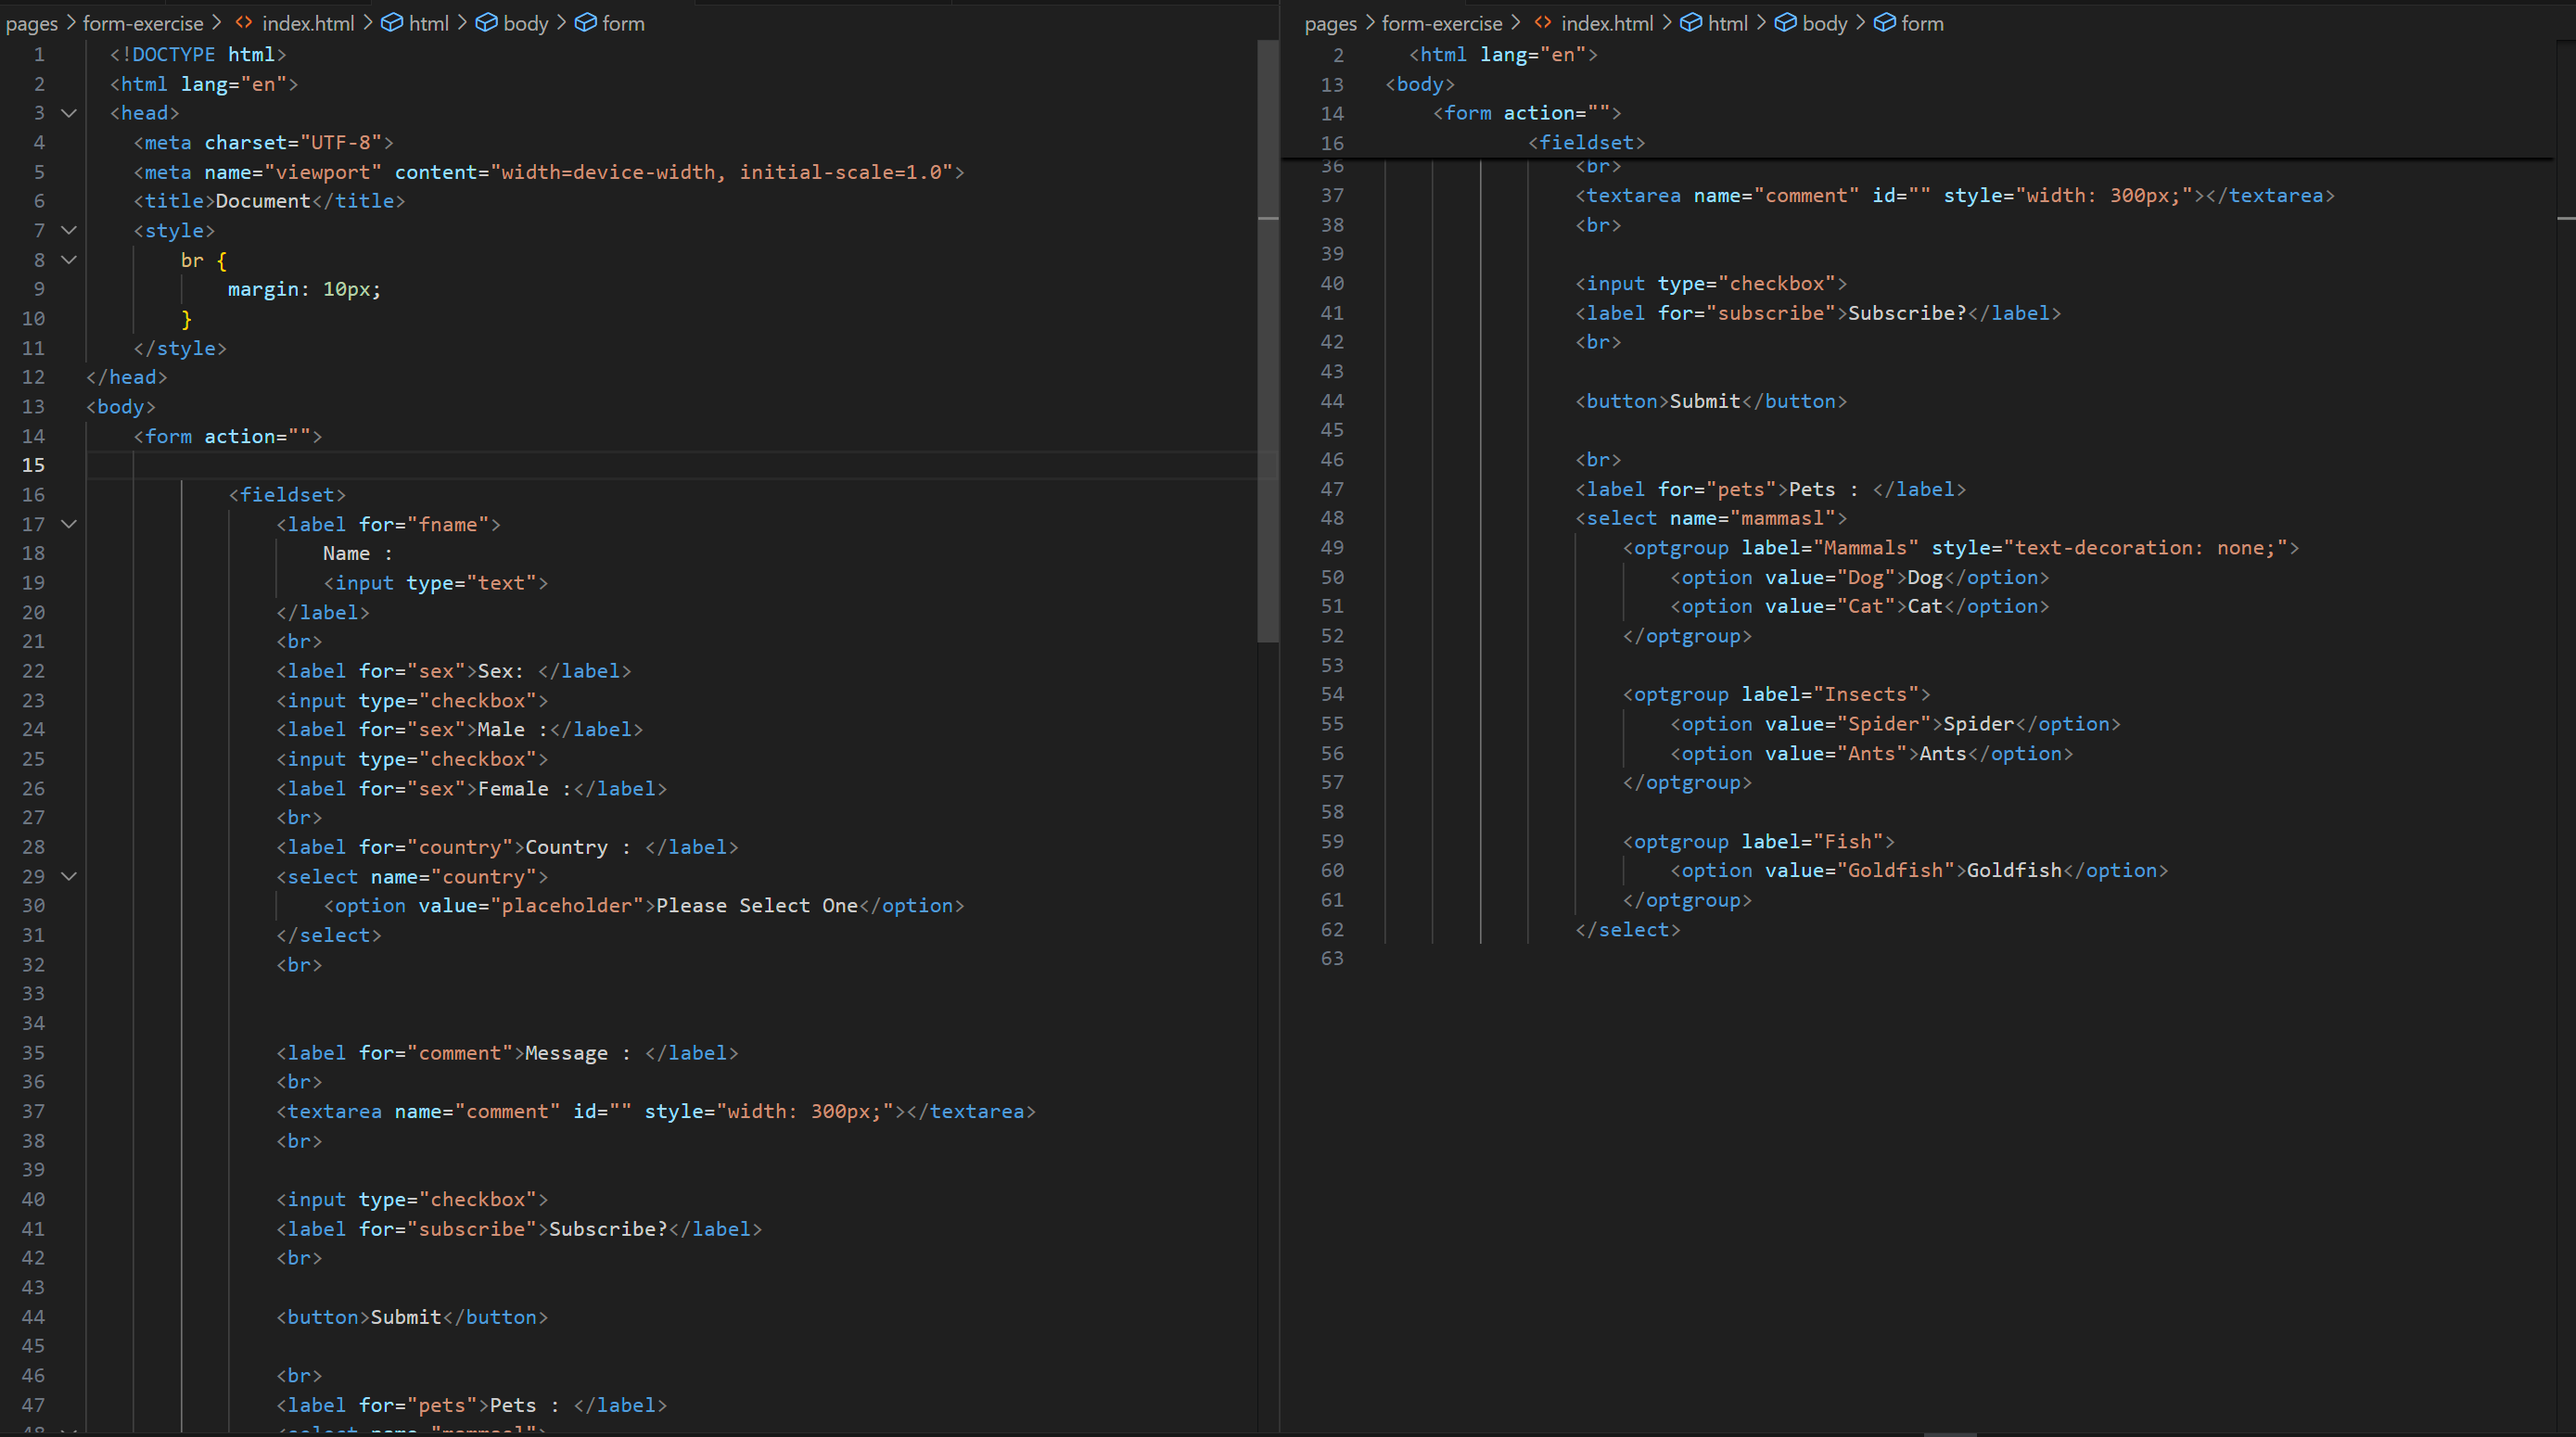 pages > form-exercise > <> index.html > html > body > form
1 <!DOCTYPE html>
2 <html lang="en">
3 <head>
4 <meta charset="UTF-8">
5 <meta name="viewport" content="width=device-width, initial-scale=1.0">
6 <title>Document</title>
7 <style>
8 br {
9 margin: 10px;
10 }
11 </style>
12 </head>
13 <body>
14 <form action="">
15
16 <fieldset>
17 <label for="fname">
18 Name :
19 <input type="text">
20 </label>
21 <br>
22 <label for="sex">Sex: </label>
23 <input type="checkbox">
24 <label for="sex">Male :</label>
25 <input type="checkbox">
26 <label for="sex">Female :</label>
27 <br>
28 <label for="country">Country : </label>
29 <select name="country">
30 <option value="placeholder">Please Select One</option>
31 </select>
32 <br>
33
34
35 <label for="comment">Message : </label>
36 <br>
37 <textarea name="comment" id="" style="width: 300px;"></textarea>
38 <br>
39
40 <input type="checkbox">
41 <label for="subscribe">Subscribe?</label>
42 <br>
43
44 <button>Submit</button>
45
46 <br>
47 <label for="pets">Pets : </label>
48 <select name="mammasl">
pages > form-exercise > <> index.html > html > body > form
2 <html lang="en">
13 <body>
14 <form action="">
16 <fieldset>
36 <br>
37 <textarea name="comment" id="" style="width: 300px;"></textarea>
38 <br>
39
40 <input type="checkbox">
41 <label for="subscribe">Subscribe?</label>
42 <br>
43
44 <button>Submit</button>
45
46 <br>
47 <label for="pets">Pets : </label>
48 <select name="mammasl">
49 <optgroup label="Mammals" style="text-decoration: none;">
50 <option value="Dog">Dog</option>
51 <option value="Cat">Cat</option>
52 </optgroup>
53
54 <optgroup label="Insects">
55 <option value="Spider">Spider</option>
56 <option value="Ants">Ants</option>
57 </optgroup>
58
59 <optgroup label="Fish">
60 <option value="Goldfish">Goldfish</option>
61 </optgroup>
62 </select>
63